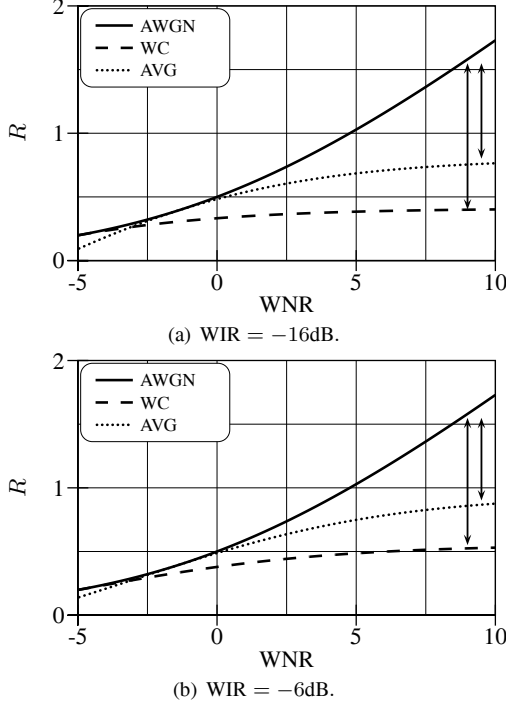 2
AWGN
WC
AVG
R
1
0
-5
0
5
10
WNR
(a) WIR = −16dB.
2
AWGN
WC
AVG
R
1
0
-5
0
5
10
WNR
(b) WIR = −6dB.